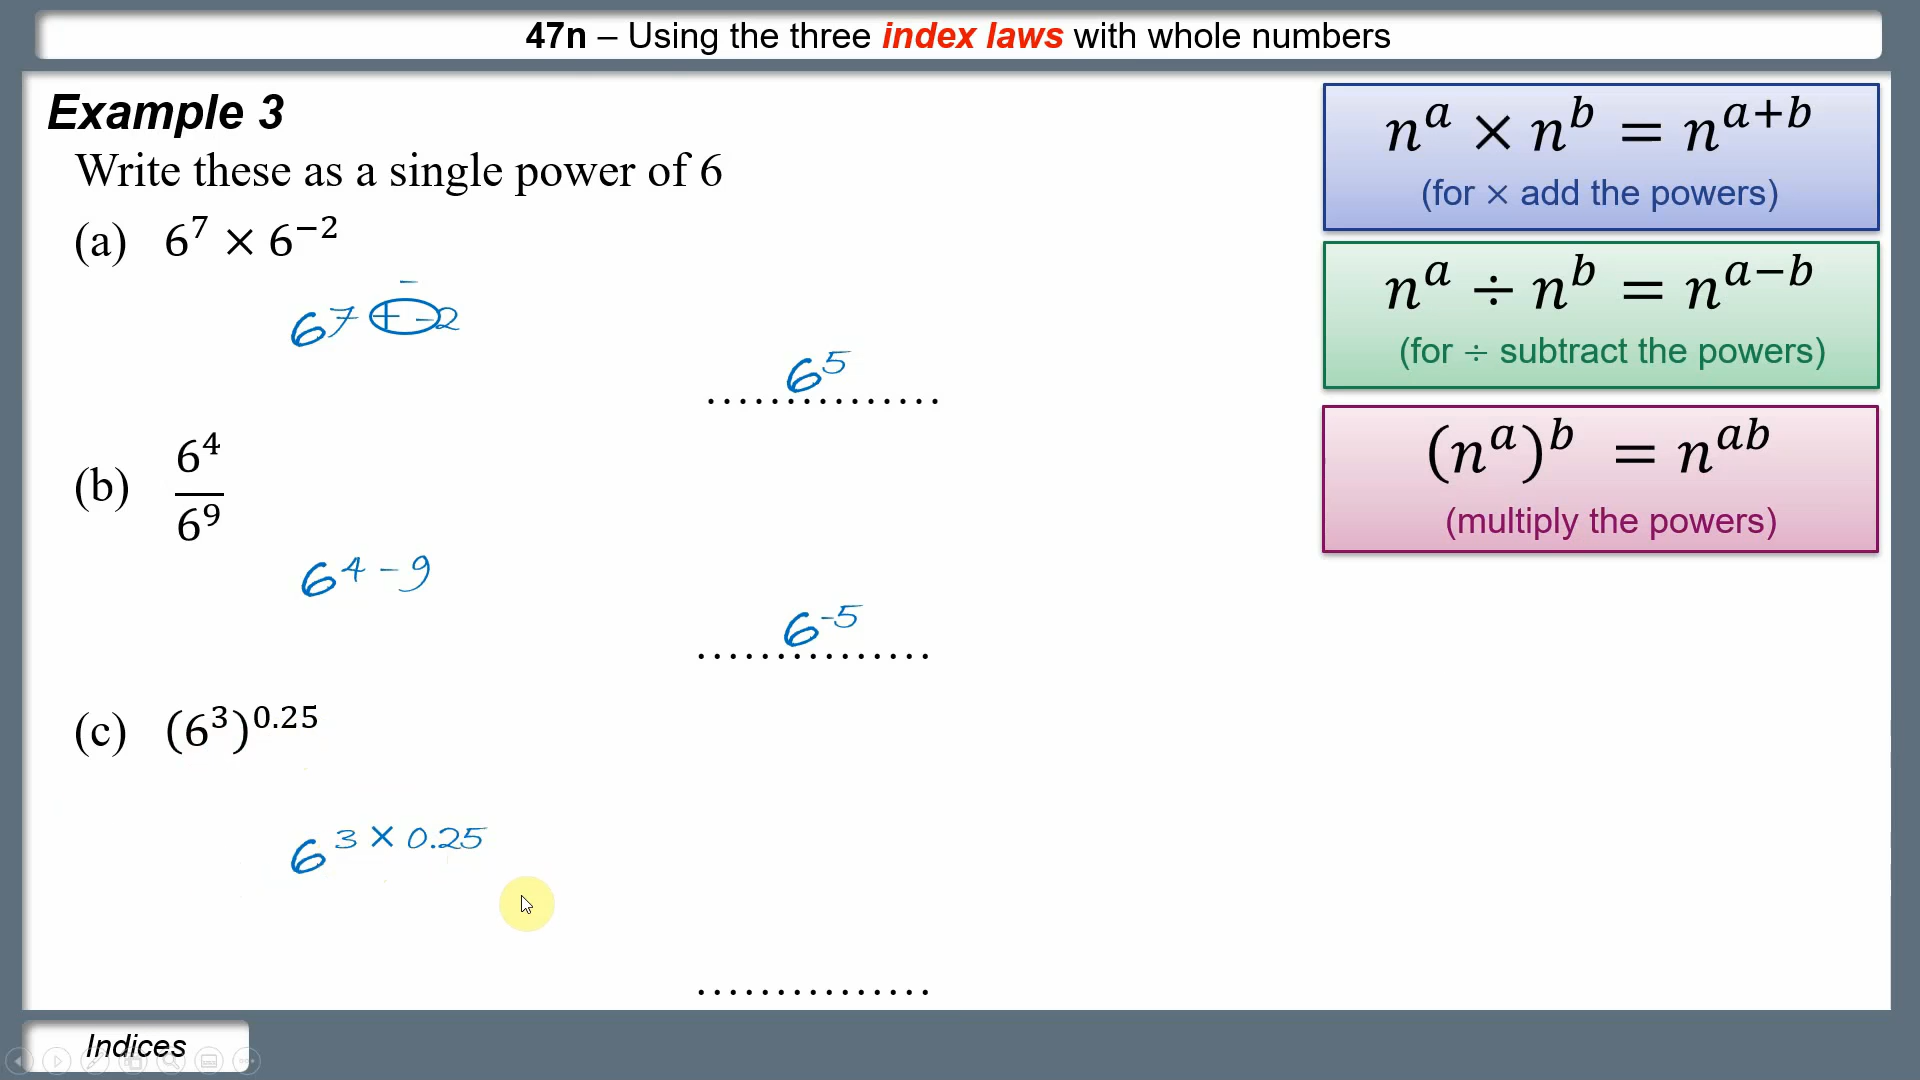 47n – Using the three index laws with whole numbers
Example 3
Write these as a single power of 6
(a) 6⁷ × 6⁻²
6⁷ ⁺ ⁻²
–
6⁵
...............
(b) 6⁴
6⁹
6⁴ ⁻ ⁹
6⁻⁵
...............
(c) (6³)^0.25
6^3 × 0.25
...............
nᵃ × nᵇ = nᵃ⁺ᵇ
(for × add the powers)
nᵃ ÷ nᵇ = nᵃ⁻ᵇ
(for ÷ subtract the powers)
(nᵃ)ᵇ = nᵃᵇ
(multiply the powers)
Indices